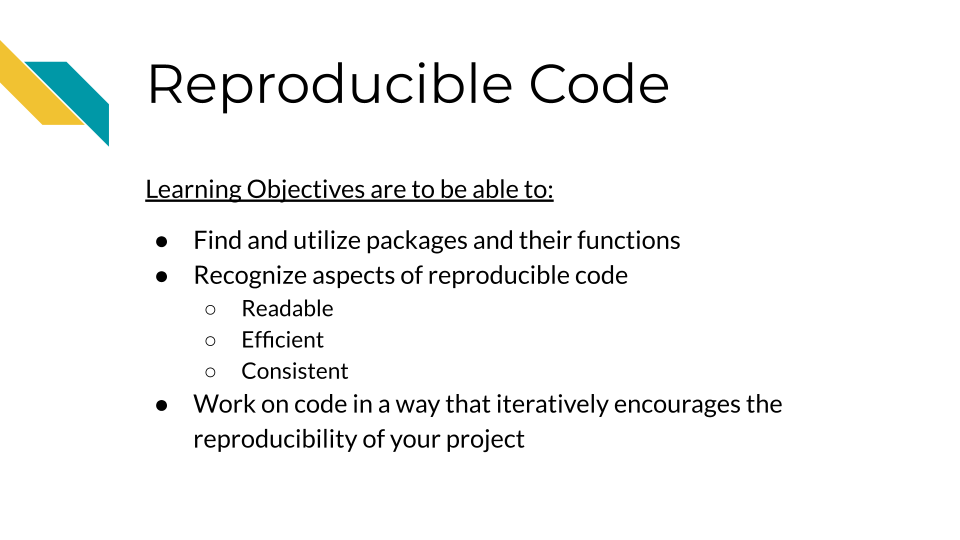 Reproducible Code
Learning Objectives are to be able to:
● Find and utilize packages and their functions
● Recognize aspects of reproducible code
○ Readable
○ Efficient
○ Consistent
● Work on code in a way that iteratively encourages the
reproducibility of your project